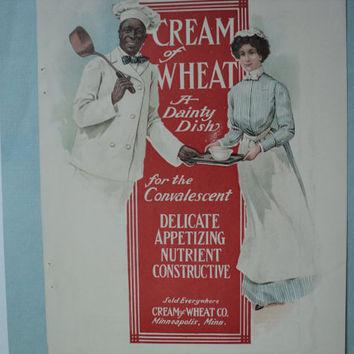 CREAM
of
WHEAT
A
Dainty
Dish
for the
Convalescent
DELICATE
APPETIZING
NUTRIENT
CONSTRUCTIVE
Sold Everywhere
CREAM of WHEAT CO.
Minneapolis, Minn.